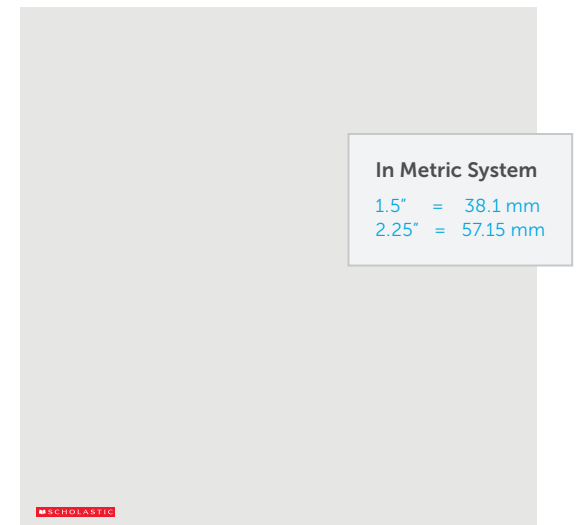 In Metric System
1.5" = 38.1 mm
2.25" = 57.15 mm
SCHOLASTIC